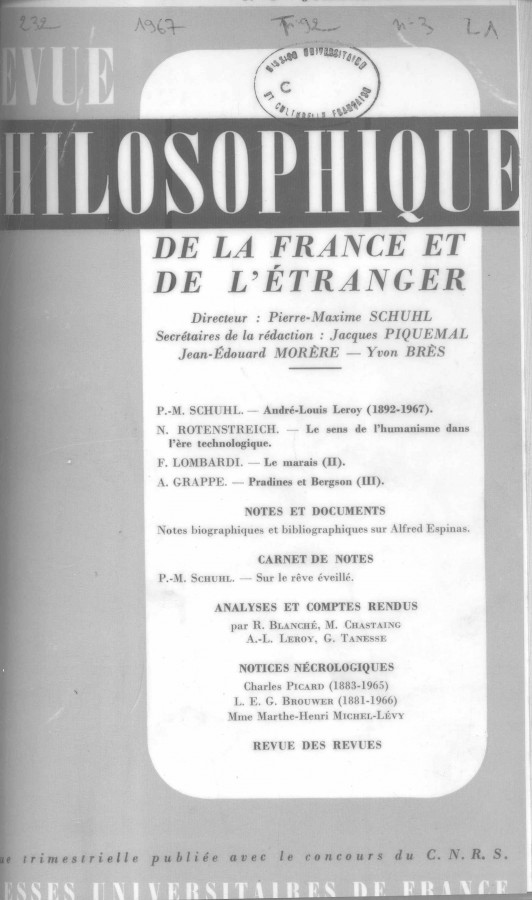 232 1967 n-3
CULTURELLE FRANÇAISE
C
EVUE
HILOSOPHIQUE
DE LA FRANCE ET
DE L'ÉTRANGER
Directeur : Pierre-Maxime SCHUHL
Secrétaires de la rédaction : Jacques PIQUEMAL
Jean-Édouard MORÈRE — Yvon BRÈS
P.-M. SCHUHL. — André-Louis Leroy (1892-1967).
N. ROTENSTREICH. — Le sens de l'humanisme dans
l'ère technologique.
F. LOMBARDI. — Le marais (II).
A. GRAPPE. — Pradines et Bergson (III).
NOTES ET DOCUMENTS
Notes biographiques et bibliographiques sur Alfred Espinas.
CARNET DE NOTES
P.-M. SCHUHL. — Sur le rêve éveillé.
ANALYSES ET COMPTES RENDUS
par R. BLANCHÉ, M. CHASTAING
A.-L. LEROY, G. TANESSE
NOTICES NÉCROLOGIQUES
Charles PICARD (1883-1965)
L. E. G. BROUWER (1881-1966)
Mme Marthe-Henri MICHEL-LÉVY
REVUE DES REVUES
ue trimestrielle publiée avec le concours du C. N. R. S.
ESSES UNIVERSITAIRES DE FRANCE